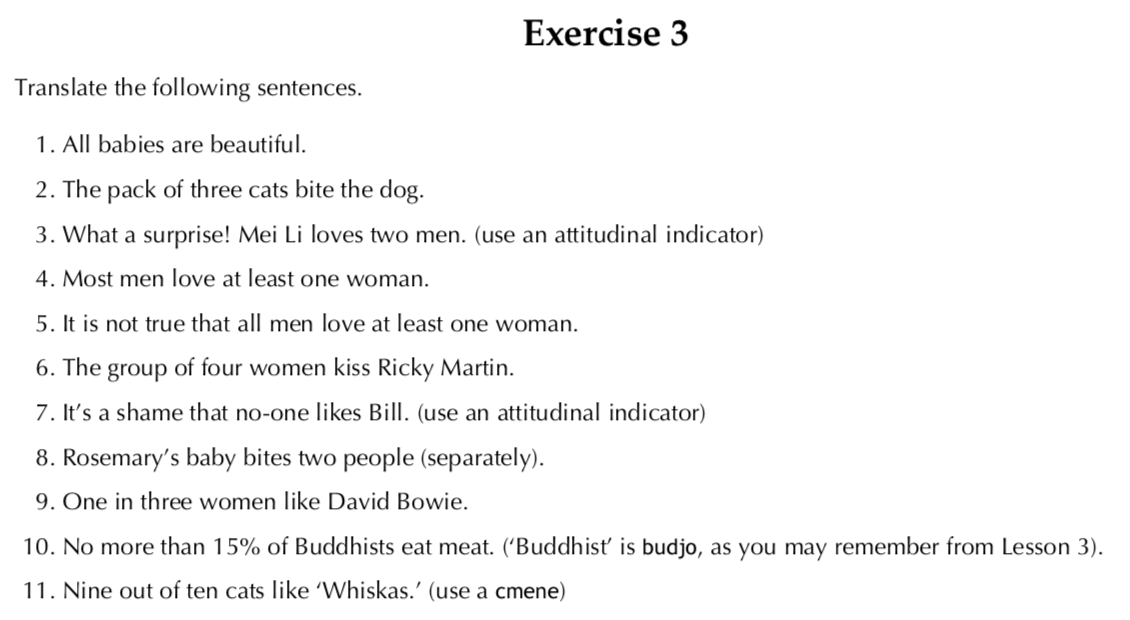 Exercise 3
Translate the following sentences.
1. All babies are beautiful.
2. The pack of three cats bite the dog.
3. What a surprise! Mei Li loves two men. (use an attitudinal indicator)
4. Most men love at least one woman.
5. It is not true that all men love at least one woman.
6. The group of four women kiss Ricky Martin.
7. It’s a shame that no-one likes Bill. (use an attitudinal indicator)
8. Rosemary’s baby bites two people (separately).
9. One in three women like David Bowie.
10. No more than 15% of Buddhists eat meat. (‘Buddhist’ is budjo, as you may remember from Lesson 3).
11. Nine out of ten cats like ‘Whiskas.’ (use a cmene)